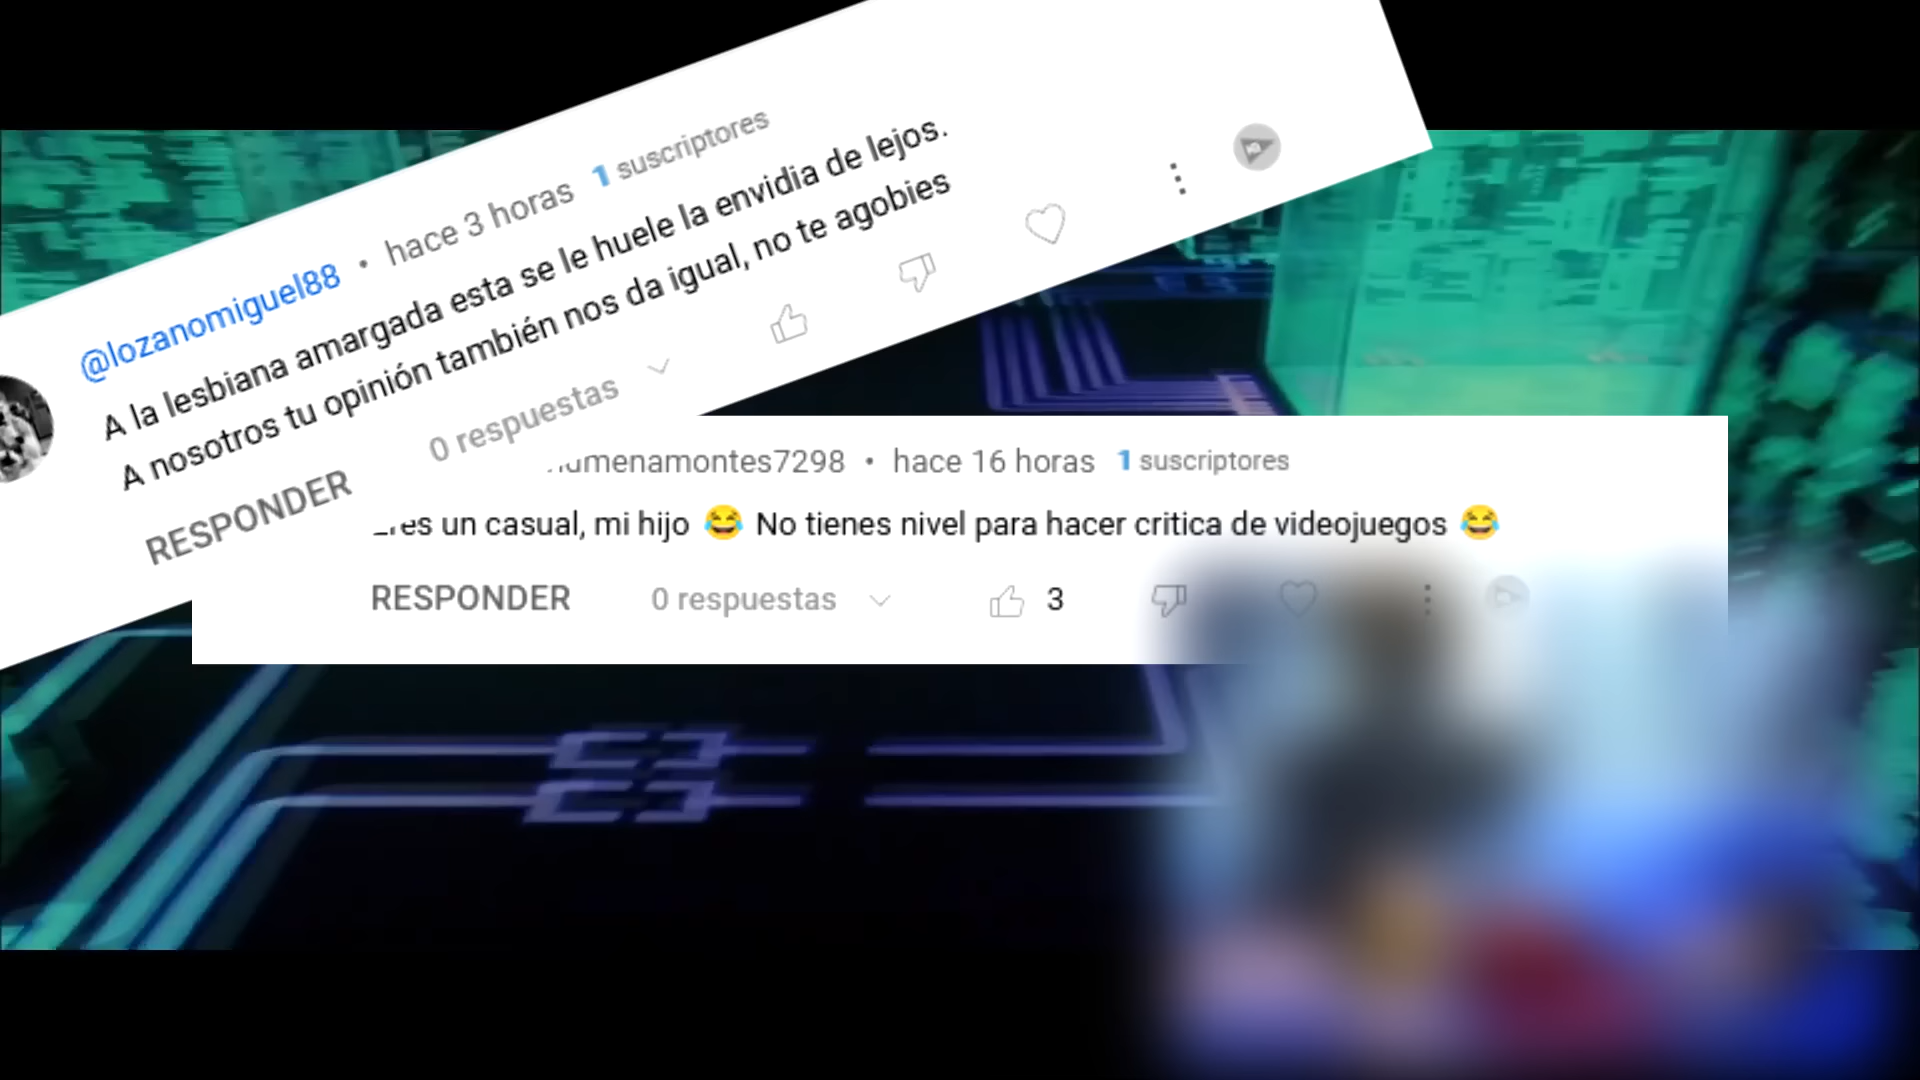 @lozanomiguel88 • hace 3 horas 1 suscriptores
A la lesbiana amargada esta se le huele la envidia de lejos.
A nosotros tu opinión también nos da igual, no te agobies
RESPONDER 0 respuestas
• hace 16 horas 1 suscriptores
un casual, mi hijo 😂 No tienes nivel para hacer critica de videojuegos 😂
RESPONDER 0 respuestas 3